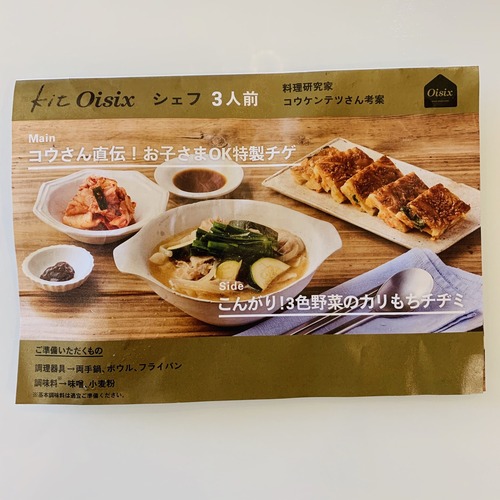 Kit Oisix シェフ 3人前
料理研究家
コウケンテツさん考案
Oisix
Main
コウさん直伝！お子さまOK特製チゲ
Side
こんがり！3色野菜のカリもちチヂミ
ご準備いただくもの
調理器具→両手鍋、ボウル、フライパン
調味料※→味噌、小麦粉
※基本調味料は適宜ご準備ください。